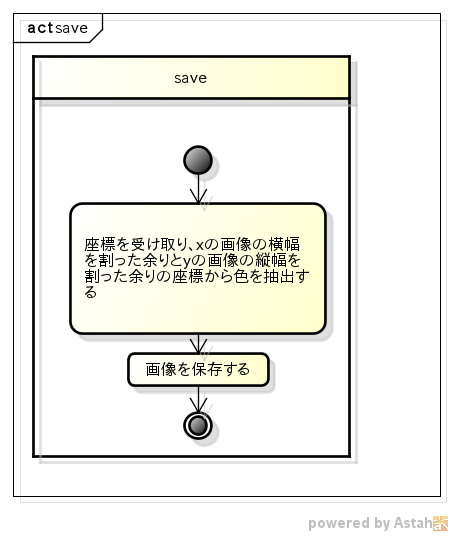 act save
save
座標を受け取り、xの画像の横幅
を割った余りとyの画像の縦幅を
割った余りの座標から色を抽出す
る
画像を保存する
powered by Astah